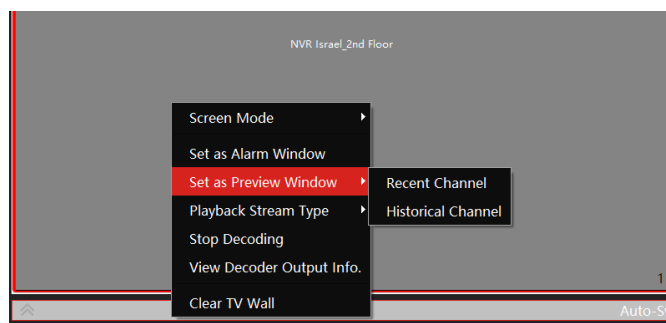 NVR Israel_2nd Floor
Screen Mode
Set as Alarm Window
Set as Preview Window
Recent Channel
Playback Stream Type
Historical Channel
Stop Decoding
View Decoder Output Info.
1
Clear TV Wall